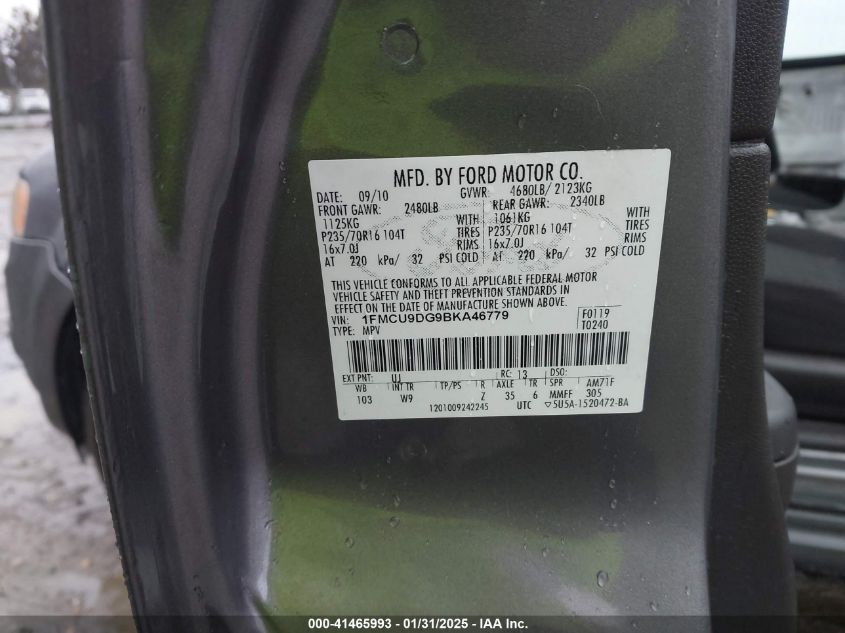 MFD. BY FORD MOTOR CO.
DATE: 09/10 GVWR: 4680LB/ 2123KG
FRONT GAWR: 2480LB REAR GAWR: 2340LB
1125KG WITH 1061KG WITH
P235/70R16 104T TIRES P235/70R16 104T TIRES
16x7.0J RIMS 16x7.0J RIMS
AT 220 kPa/ 32 PSI COLD AT 220 kPa/ 32 PSI COLD
THIS VEHICLE CONFORMS TO ALL APPLICABLE FEDERAL MOTOR
VEHICLE SAFETY AND THEFT PREVENTION STANDARDS IN
EFFECT ON THE DATE OF MANUFACTURE SHOWN ABOVE.
VIN: 1FMCU9DG9BKA46779 F0119
TYPE: MPV T0240
EXT PNT: UJ RC: 13 DSO:
WB INT TR TP/PS R AXLE TR SPR AM71F
103 W9 Z 35 6 MMFF 305
1201009242245 UTC ▽5U5A-1520472-BA
000-41465993 - 01/31/2025 - IAA Inc.